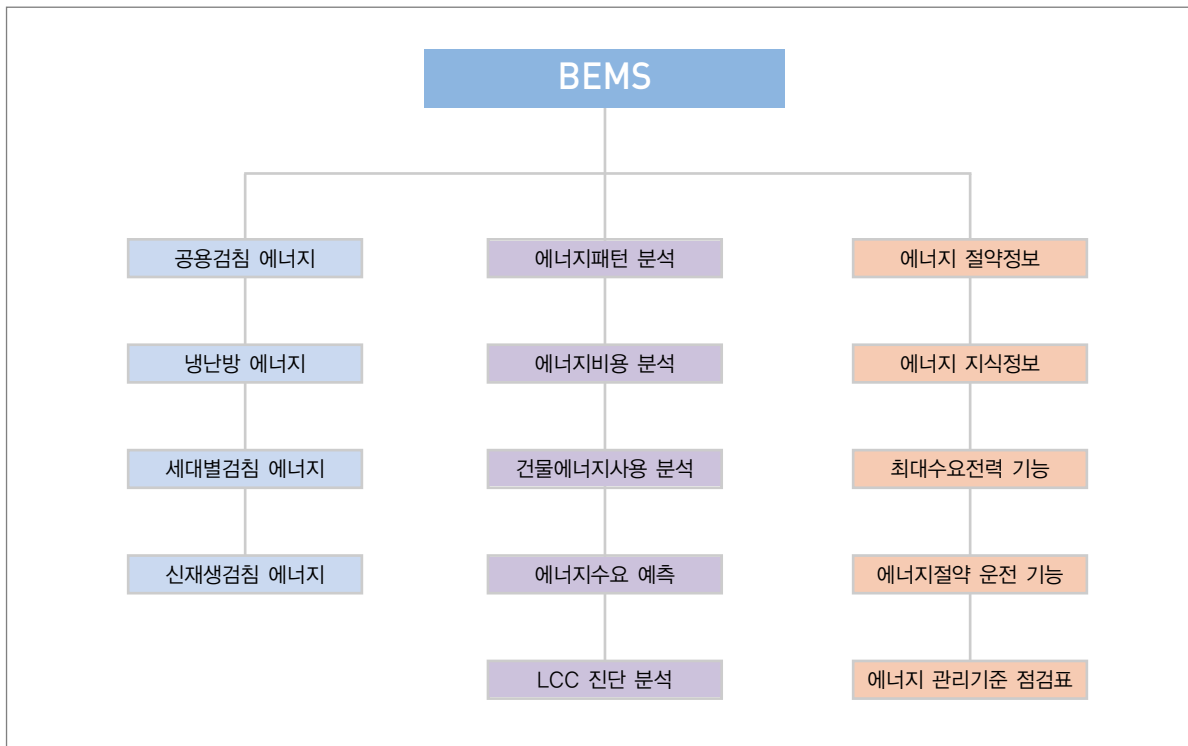 BEMS
공용검침 에너지
냉난방 에너지
세대별검침 에너지
신재생검침 에너지
에너지패턴 분석
에너지비용 분석
건물에너지사용 분석
에너지수요 예측
LCC 진단 분석
에너지 절약정보
에너지 지식정보
최대수요전력 기능
에너지절약 운전 기능
에너지 관리기준 점검표